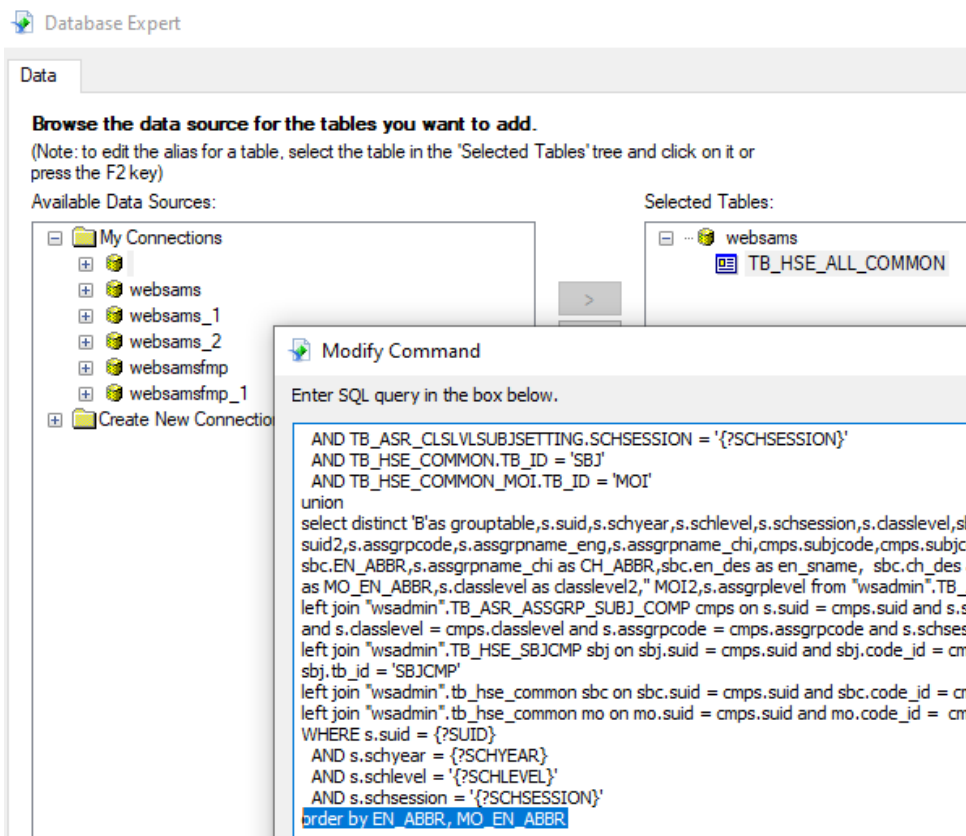 Database Expert
Data
Browse the data source for the tables you want to add.
(Note: to edit the alias for a table, select the table in the 'Selected Tables' tree and click on it or
press the F2 key)
Available Data Sources:
Selected Tables:
My Connections
websams
websams_1
websams_2
websamsfmp
websamsfmp_1
Create New Connection
>
websams
TB_HSE_ALL_COMMON
Modify Command
Enter SQL query in the box below.
AND TB_ASR_CLSLVLSUBJSETTING.SCHSESSION = '{?SCHSESSION}'
AND TB_HSE_COMMON.TB_ID = 'SBJ'
AND TB_HSE_COMMON_MOI.TB_ID = 'MOI'
union
select distinct 'B'as grouptable,s.suid,s.schyear,s.schlevel,s.schsession,s.classlevel,
suid2,s.assgrpcode,s.assgrpname_eng,s.assgrpname_chi,cmps.subjcode,cmps.subjc
sbc.EN_ABBR,s.assgrpname_chi as CH_ABBR,sbc.en_des as en_sname, sbc.ch_des
as MO_EN_ABBR,s.classlevel as classlevel2,'' MOI2,s.assgrplevel from "wsadmin".TB_
left join "wsadmin".TB_ASR_ASSGRP_SUBJ_COMP cmps on s.suid = cmps.suid and s.s
and s.classlevel = cmps.classlevel and s.assgrpcode = cmps.assgrpcode and s.schses
left join "wsadmin".TB_HSE_SBJCMP sbj on sbj.suid = cmps.suid and sbj.code_id = cm
sbj.tb_id = 'SBJCMP'
left join "wsadmin".tb_hse_common sbc on sbc.suid = cmps.suid and sbc.code_id = cm
left join "wsadmin".tb_hse_common mo on mo.suid = cmps.suid and mo.code_id = cm
WHERE s.suid = {?SUID}
AND s.schyear = {?SCHYEAR}
AND s.schlevel = '{?SCHLEVEL}'
AND s.schsession = '{?SCHSESSION}'
order by EN_ABBR, MO_EN_ABBR